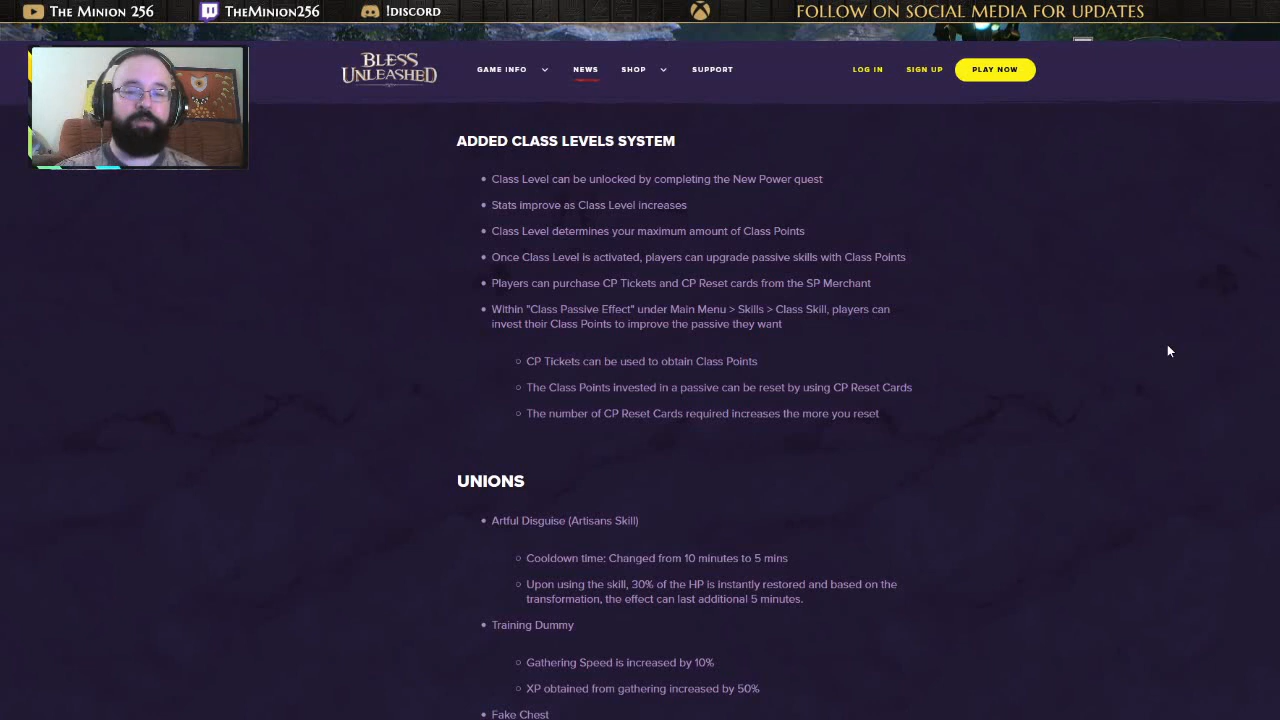 The Minion 256
TheMinion256
!DISCORD
FOLLOW ON SOCIAL MEDIA FOR UPDATES
BLESS
UNLEASHED
GAME INFO
NEWS
SHOP
SUPPORT
LOG IN
SIGN UP
PLAY NOW
ADDED CLASS LEVELS SYSTEM
Class Level can be unlocked by completing the New Power quest
Stats improve as Class Level increases
Class Level determines your maximum amount of Class Points
Once Class Level is activated, players can upgrade passive skills with Class Points
Players can purchase CP Tickets and CP Reset cards from the SP Merchant
Within "Class Passive Effect" under Main Menu > Skills > Class Skill, players can
invest their Class Points to improve the passive they want
CP Tickets can be used to obtain Class Points
The Class Points invested in a passive can be reset by using CP Reset Cards
The number of CP Reset Cards required increases the more you reset
UNIONS
Artful Disguise (Artisans Skill)
Cooldown time: Changed from 10 minutes to 5 mins
Upon using the skill, 30% of the HP is instantly restored and based on the
transformation, the effect can last additional 5 minutes.
Training Dummy
Gathering Speed is increased by 10%
XP obtained from gathering increased by 50%
Fake Chest